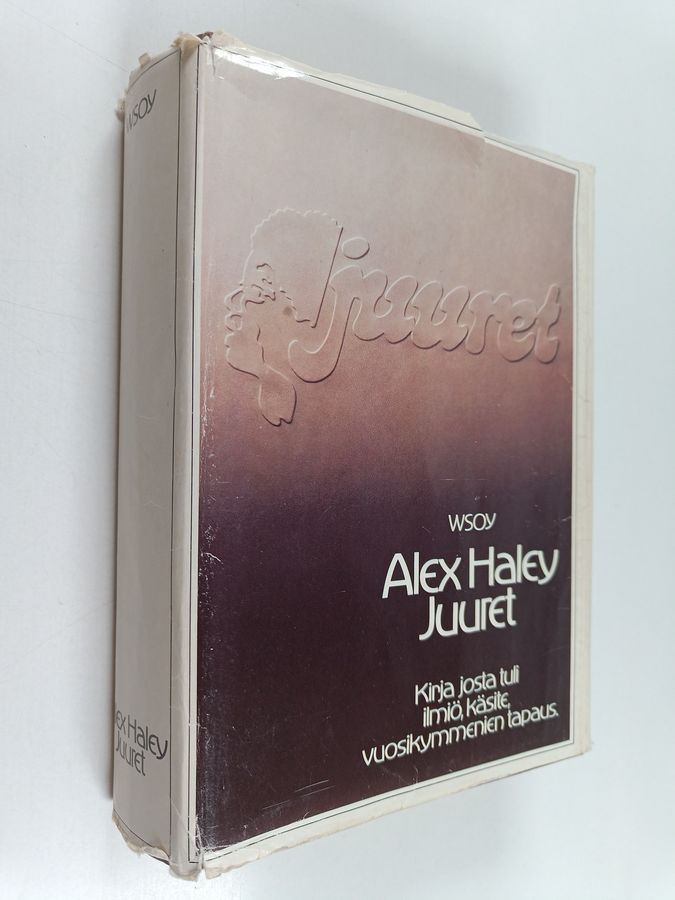 WSOY
juuret
WSOY
Alex Haley
Juuret
Kirja josta tuli
ilmiö, käsite,
vuosikymmenien tapaus.
Alex Haley
Juuret